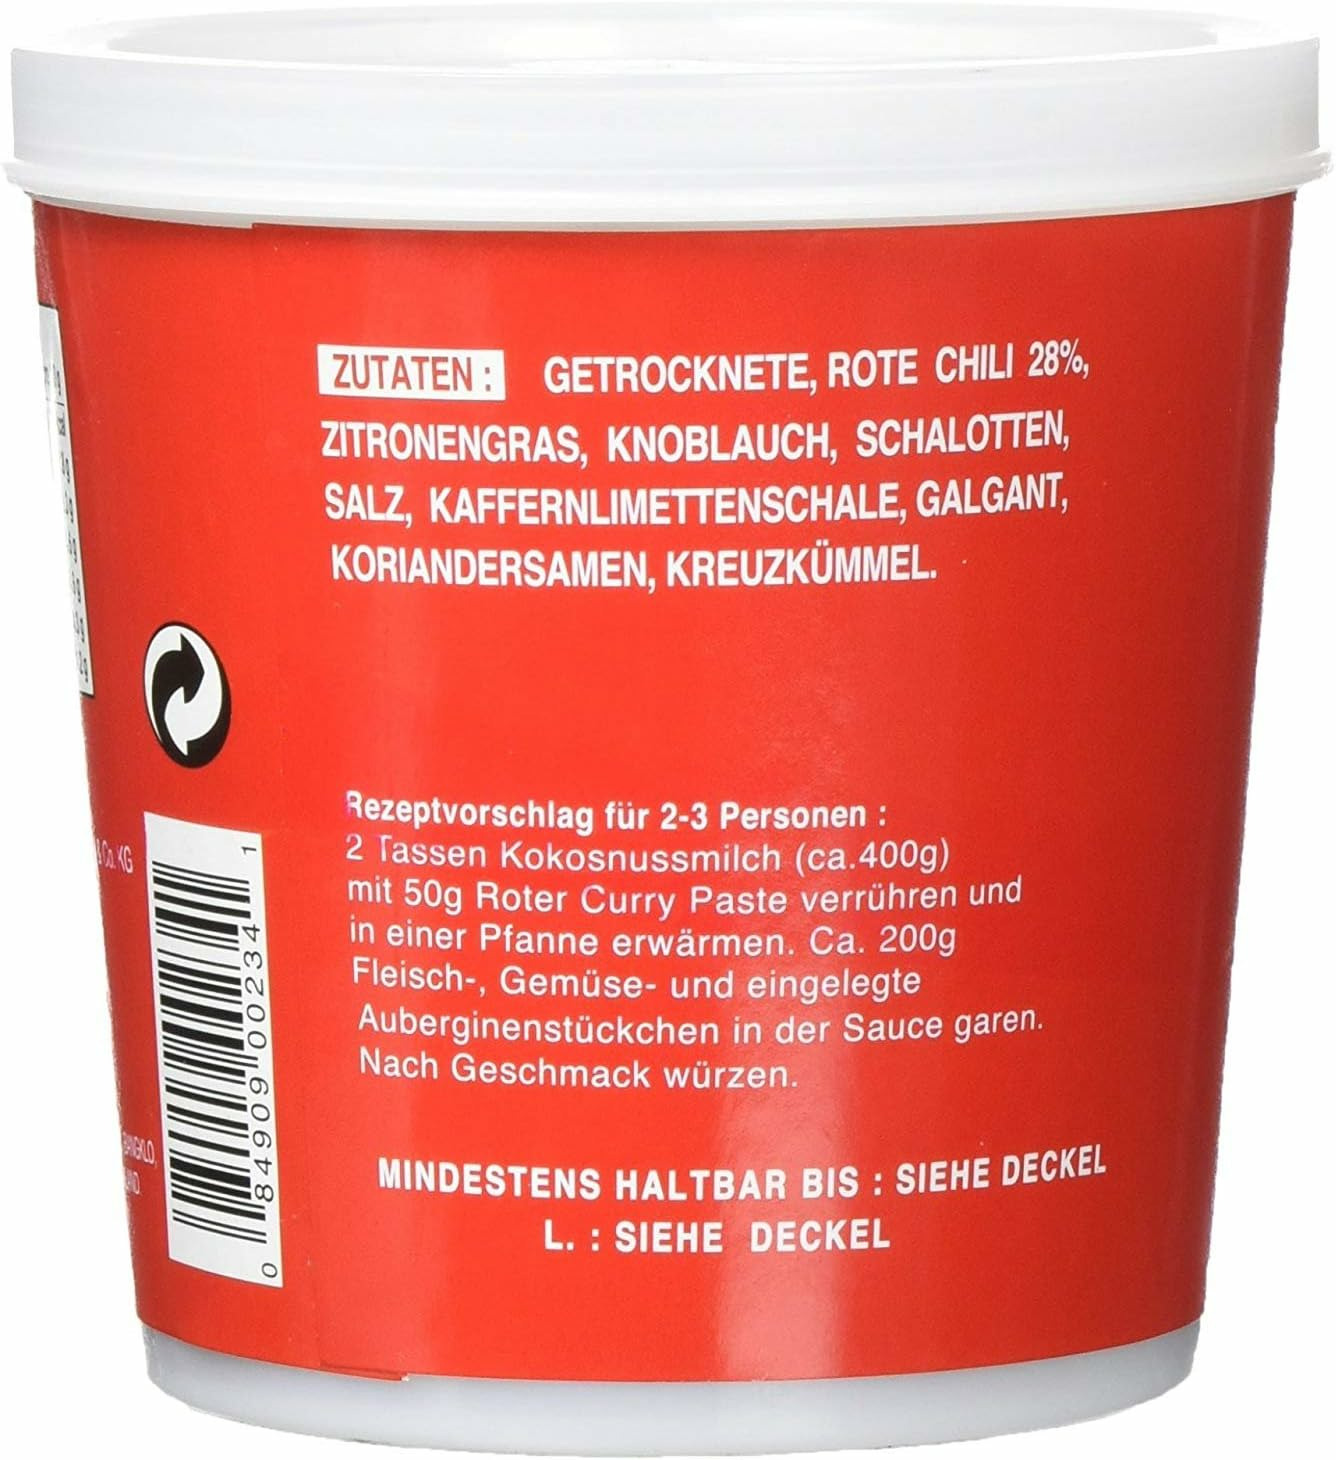 ZUTATEN : GETROCKNETE, ROTE CHILI 28%,
ZITRONENGRAS, KNOBLAUCH, SCHALOTTEN,
SALZ, KAFFERNLIMETTENSCHALE, GALGANT,
KORIANDERSAMEN, KREUZKÜMMEL.
Rezeptvorschlag für 2-3 Personen :
2 Tassen Kokosnussmilch (ca.400g)
mit 50g Roter Curry Paste verrühren und
in einer Pfanne erwärmen. Ca. 200g
Fleisch-, Gemüse- und eingelegte
Auberginenstückchen in der Sauce garen.
Nach Geschmack würzen.
MINDESTENS HALTBAR BIS : SIEHE DECKEL
L. : SIEHE DECKEL
& Co. KG
0 84909 00234 1